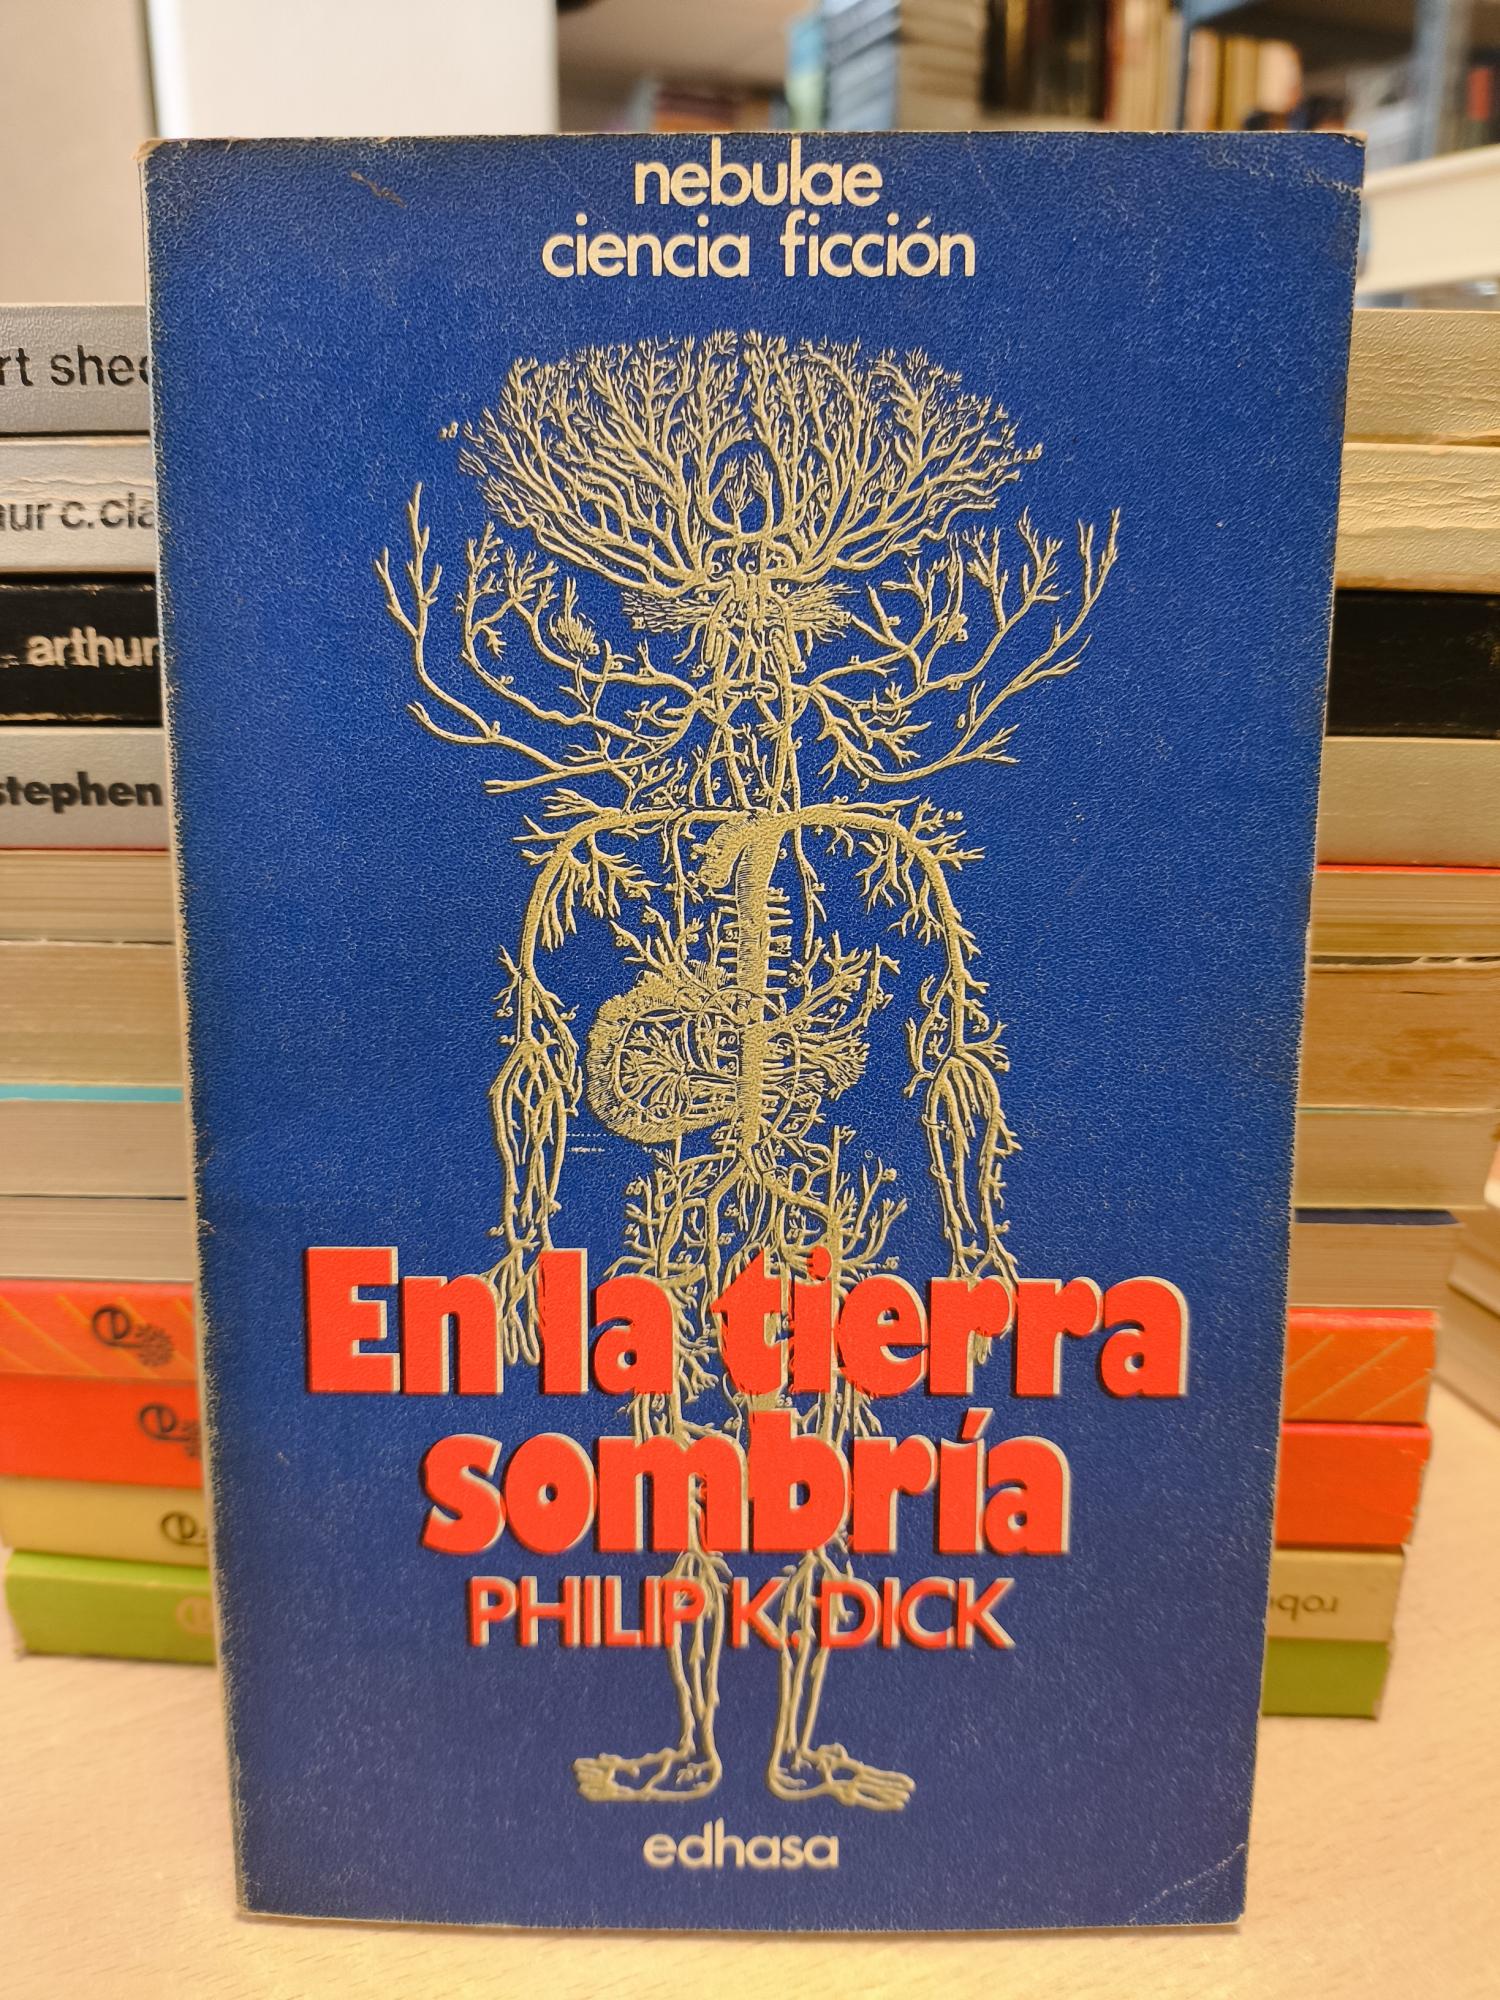 nebulae
ciencia ficción
En la tierra
sombría
PHILIP K. DICK
edhasa
arthur
stephen